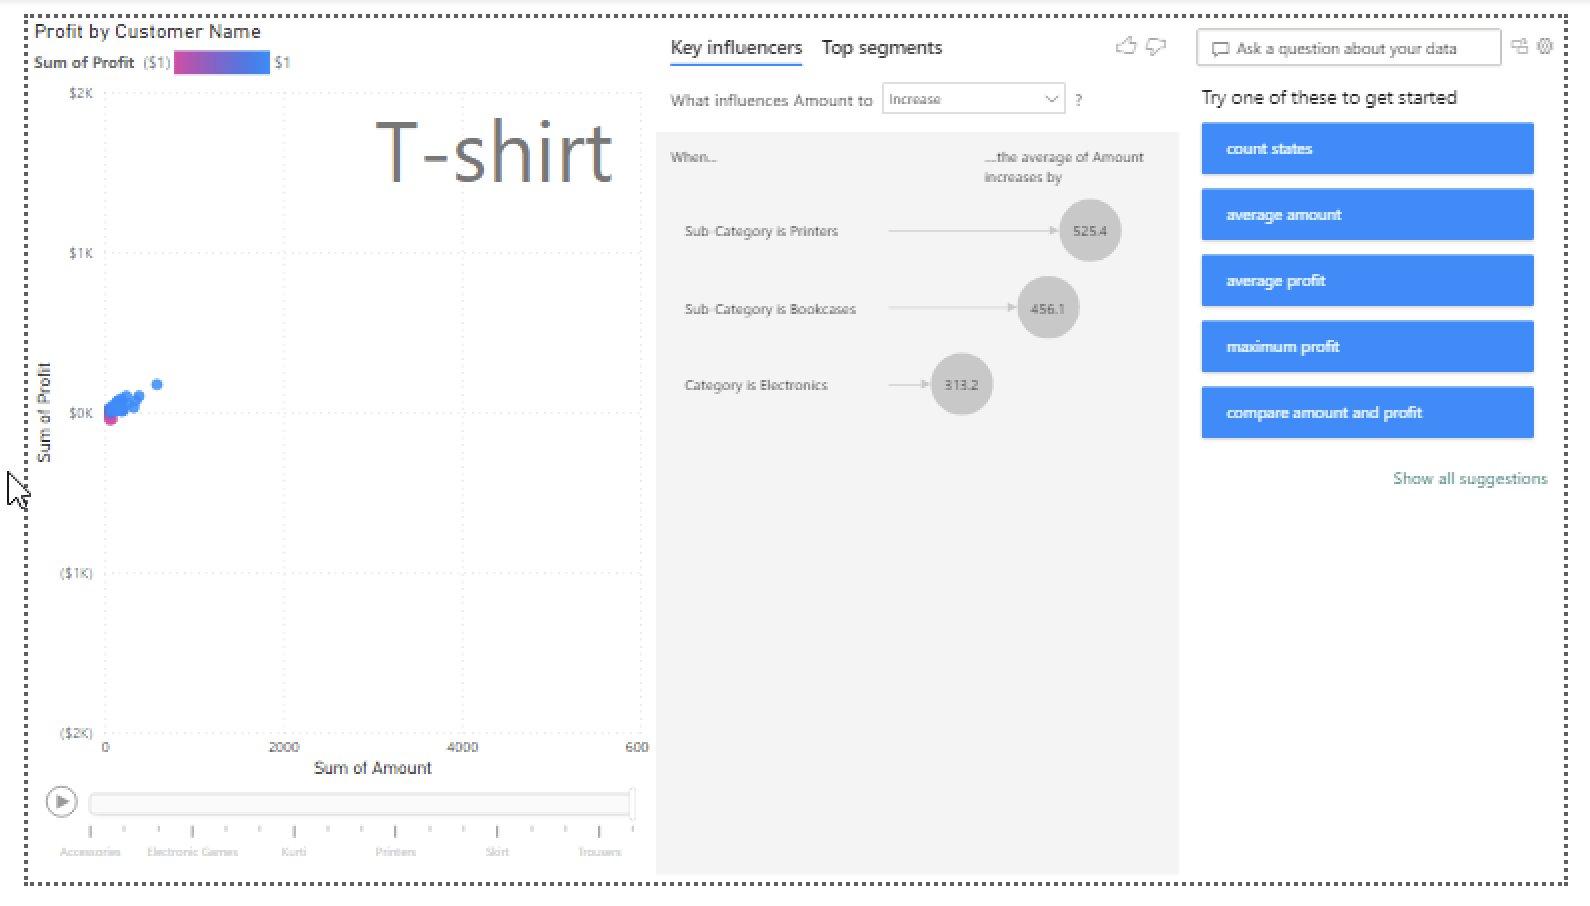 Profit by Customer Name
Sum of Profit ($1) $1
$2K
T-shirt
$1K
$0K
($1K)
($2K)
Sum of Profit
0 2000 4000 600
Sum of Amount
Accessories Electronic Games Kurti Printers Skirt Trousers
Key influencers Top segments
What influences Amount to Increase ?
When...
....the average of Amount
increases by
Sub-Category is Printers 525.4
Sub-Category is Bookcases 456.1
Category is Electronics 313.2
Ask a question about your data
Try one of these to get started
count states
average amount
average profit
maximum profit
compare amount and profit
Show all suggestions